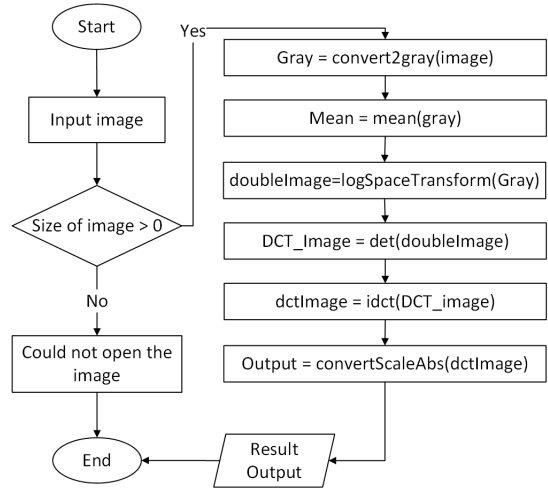 Start
Input image
Size of image > 0
Yes
No
Could not open the
image
End
Gray = convert2gray(image)
Mean = mean(gray)
doubleImage=logSpaceTransform(Gray)
DCT_Image = det(doubleImage)
dctImage = idct(DCT_image)
Output = convertScaleAbs(dctImage)
Result
Output